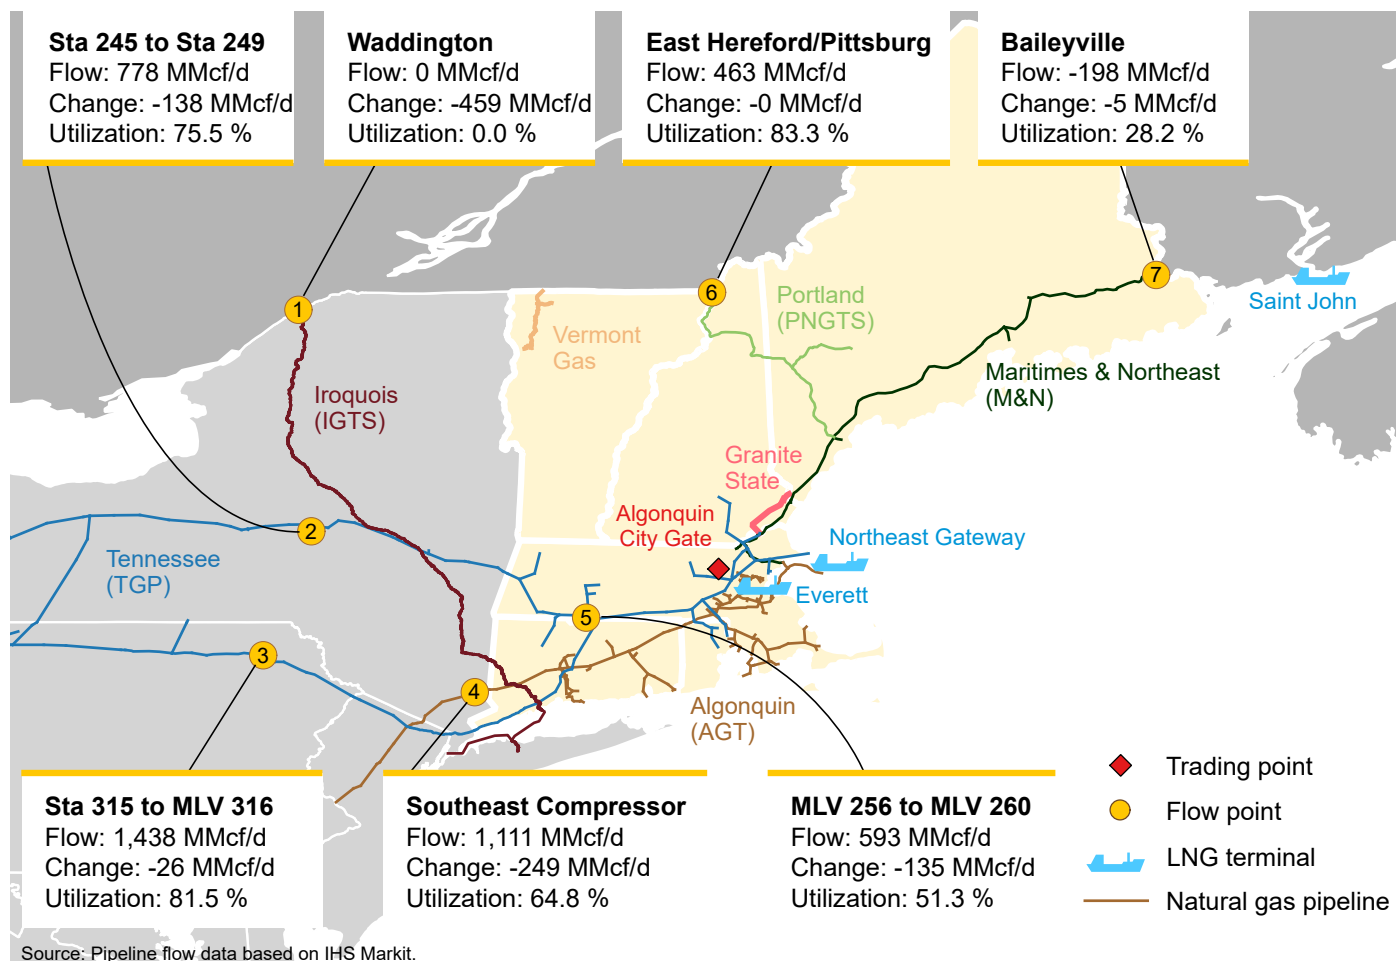 Sta 245 to Sta 249
Flow: 778 MMcf/d
Change: -138 MMcf/d
Utilization: 75.5 %
Waddington
Flow: 0 MMcf/d
Change: -459 MMcf/d
Utilization: 0.0 %
East Hereford/Pittsburg
Flow: 463 MMcf/d
Change: -0 MMcf/d
Utilization: 83.3 %
Baileyville
Flow: -198 MMcf/d
Change: -5 MMcf/d
Utilization: 28.2 %
7
Saint John
6
Portland
(PNGTS)
1
Vermont
Gas
Maritimes & Northeast
(M&N)
Iroquois
(IGTS)
Granite
State
Algonquin
City Gate
2
Northeast Gateway
Tennessee
(TGP)
Everett
5
3
4
Algonquin
(AGT)
Sta 315 to MLV 316
Flow: 1,438 MMcf/d
Change: -26 MMcf/d
Utilization: 81.5 %
Southeast Compressor
Flow: 1,111 MMcf/d
Change: -249 MMcf/d
Utilization: 64.8 %
MLV 256 to MLV 260
Flow: 593 MMcf/d
Change: -135 MMcf/d
Utilization: 51.3 %
Trading point
Flow point
LNG terminal
Natural gas pipeline
Source: Pipeline flow data based on IHS Markit.